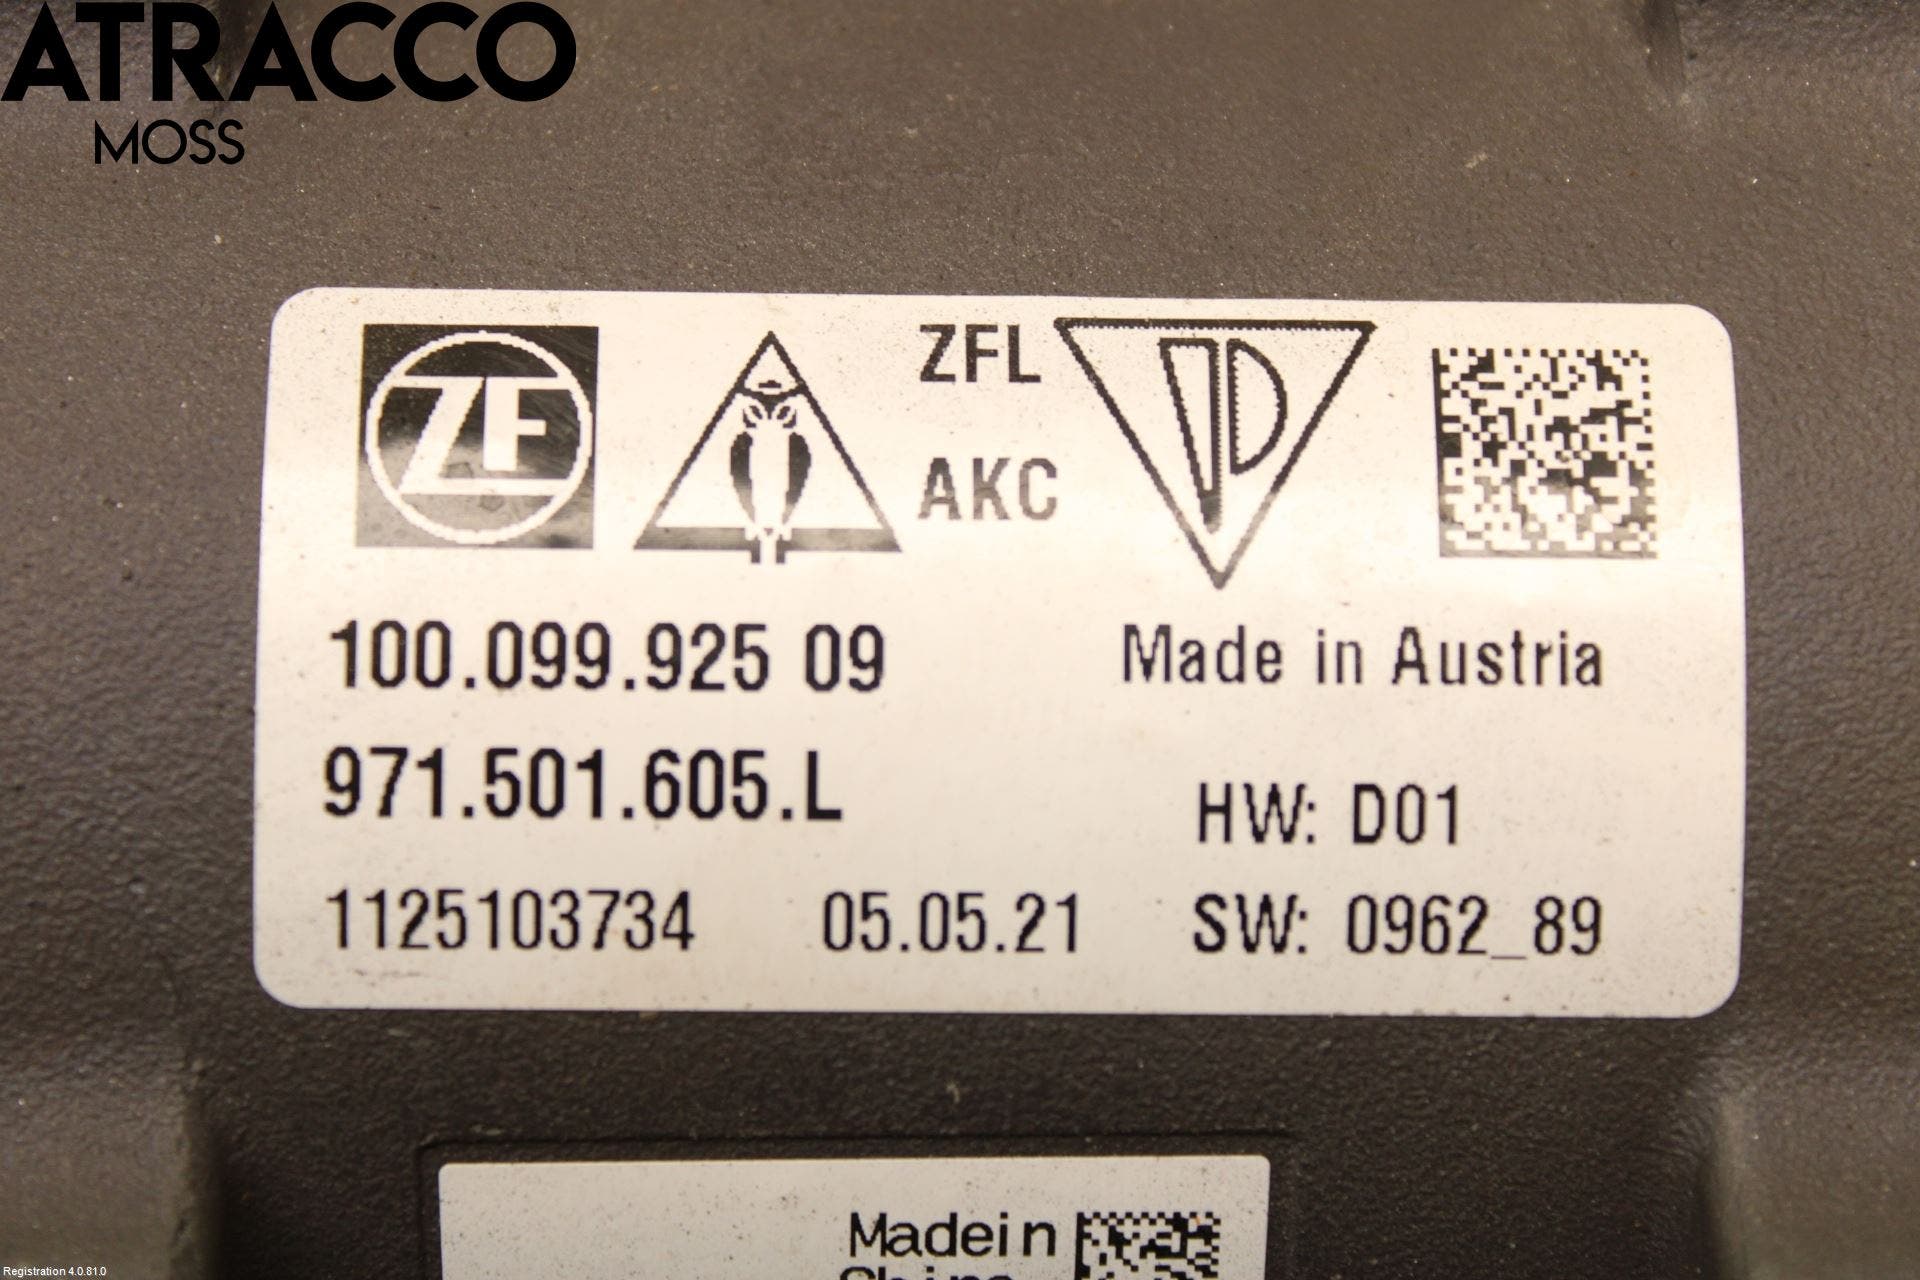 ATRACCO
MOSS
ZF
ZFL
AKC
100.099.925 09
Made in Austria
971.501.605.L
HW: D01
1125103734 05.05.21 SW: 0962_89
Madein
Registration 4.0.81.0